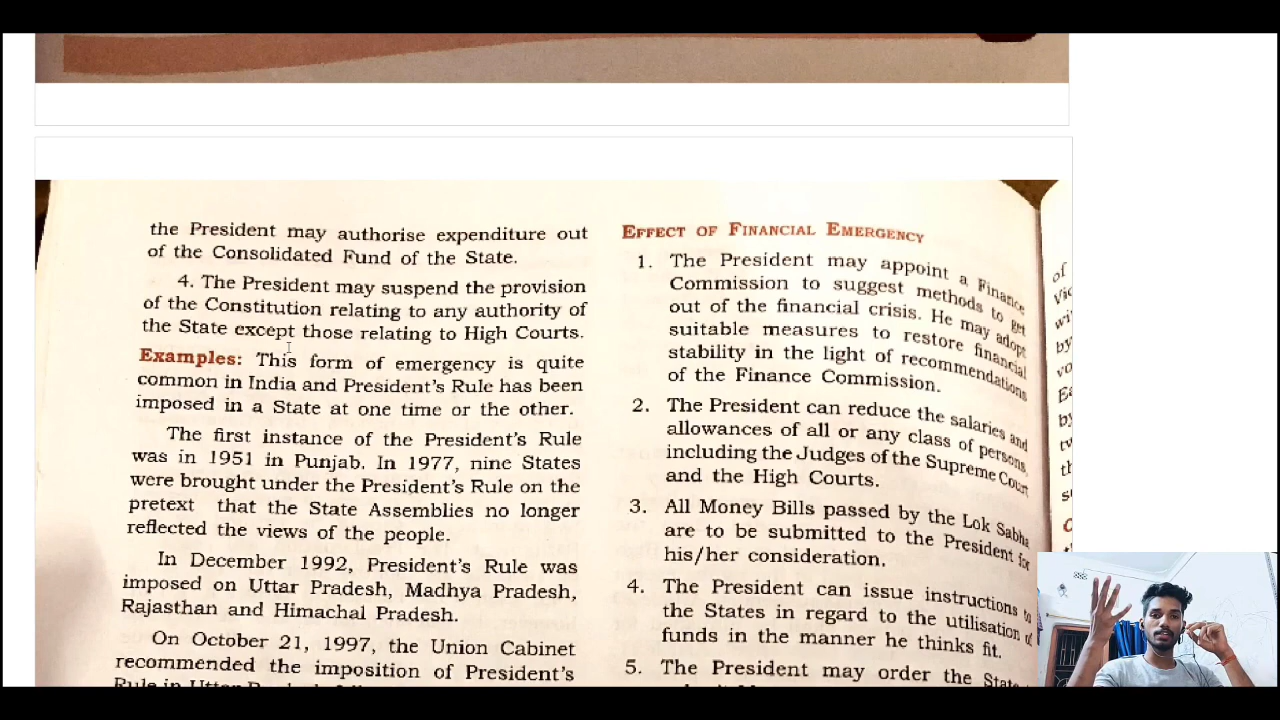 the President may authorise expenditure out
of the Consolidated Fund of the State.
4. The President may suspend the provision
of the Constitution relating to any authority of
the State except those relating to High Courts.
Examples: This form of emergency is quite
common in India and President's Rule has been
imposed in a State at one time or the other.
The first instance of the President's Rule
was in 1951 in Punjab. In 1977, nine States
were brought under the President's Rule on the
pretext that the State Assemblies no longer
reflected the views of the people.
In December 1992, President's Rule was
imposed on Uttar Pradesh, Madhya Pradesh,
Rajasthan and Himachal Pradesh.
On October 21, 1997, the Union Cabinet
recommended the imposition of President's
Rule in Uttar Pradesh
EFFECT OF FINANCIAL EMERGENCY
1. The President may appoint a Finance
Commission to suggest methods to get
out of the financial crisis. He may adopt
suitable measures to restore financial
stability in the light of recommendations
of the Finance Commission.
2. The President can reduce the salaries and
allowances of all or any class of persons,
including the Judges of the Supreme Court
and the High Courts.
3. All Money Bills passed by the Lok Sabha
are to be submitted to the President for
his/her consideration.
4. The President can issue instructions to
the States in regard to the utilisation of
funds in the manner he thinks fit.
5. The President may order the State
of
by
by